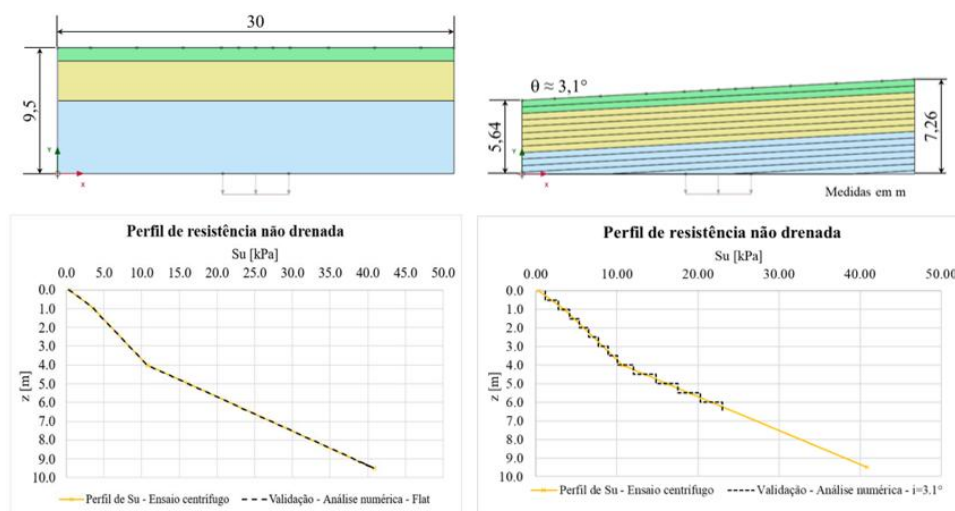 30
9,5
Y
X
θ ≈ 3,1°
5,64
7,26
Y
X
Medidas em m
Perfil de resistência não drenada
Su [kPa]
0.0 5.0 10.0 15.0 20.0 25.0 30.0 35.0 40.0 45.0 50.0
0.0
1.0
2.0
3.0
4.0
5.0
6.0
7.0
8.0
9.0
10.0
z [m]
Perfil de Su - Ensaio centrífugo Validação - Análise numérica - Flat
Perfil de resistência não drenada
Su [kPa]
0.00 10.00 20.00 30.00 40.00 50.00
0.0
1.0
2.0
3.0
4.0
5.0
6.0
7.0
8.0
9.0
10.0
z [m]
Perfil de Su - Ensaio centrífugo Validação - Análise numérica - i=3.1°